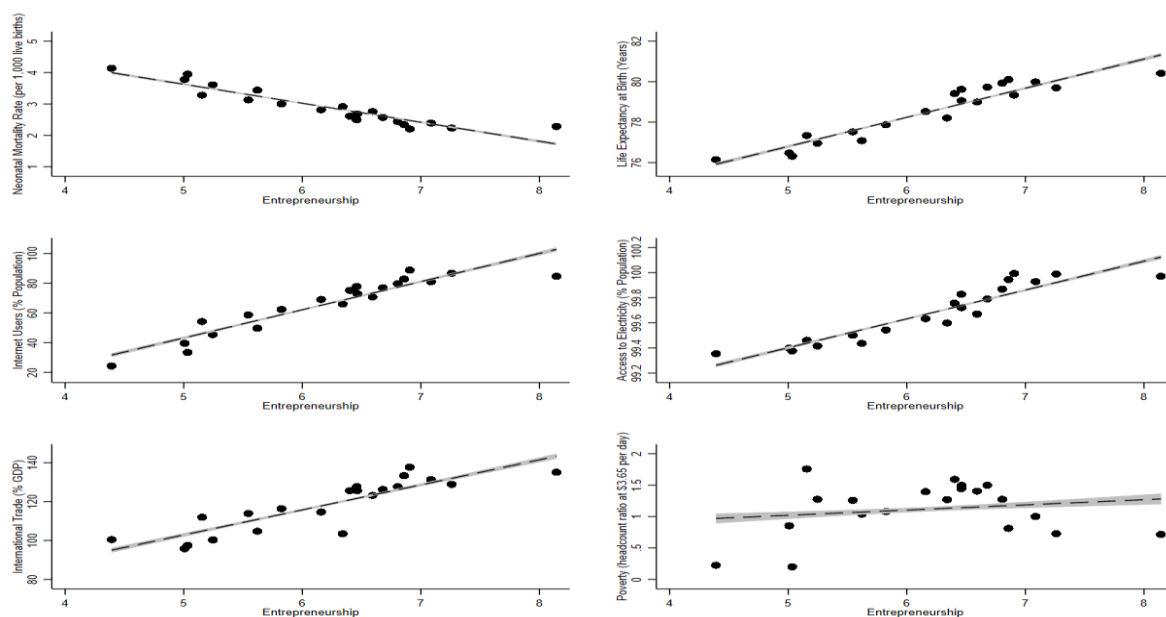 Neonatal Mortality Rate (per 1,000 live births)
5
4
3
2
1
4 5 6 7 8
Entrepreneurship
Life Expectancy at Birth (Years)
82
80
78
76
4 5 6 7 8
Entrepreneurship
Internet Users (% Population)
100
80
60
40
20
4 5 6 7 8
Entrepreneurship
Access to Electricity (% Population)
100.2
100
99.8
99.6
99.4
99.2
4 5 6 7 8
Entrepreneurship
International Trade (% GDP)
140
120
100
80
4 5 6 7 8
Entrepreneurship
Poverty (headcount ratio at $3.65 per day)
2
1.5
1
.5
0
4 5 6 7 8
Entrepreneurship